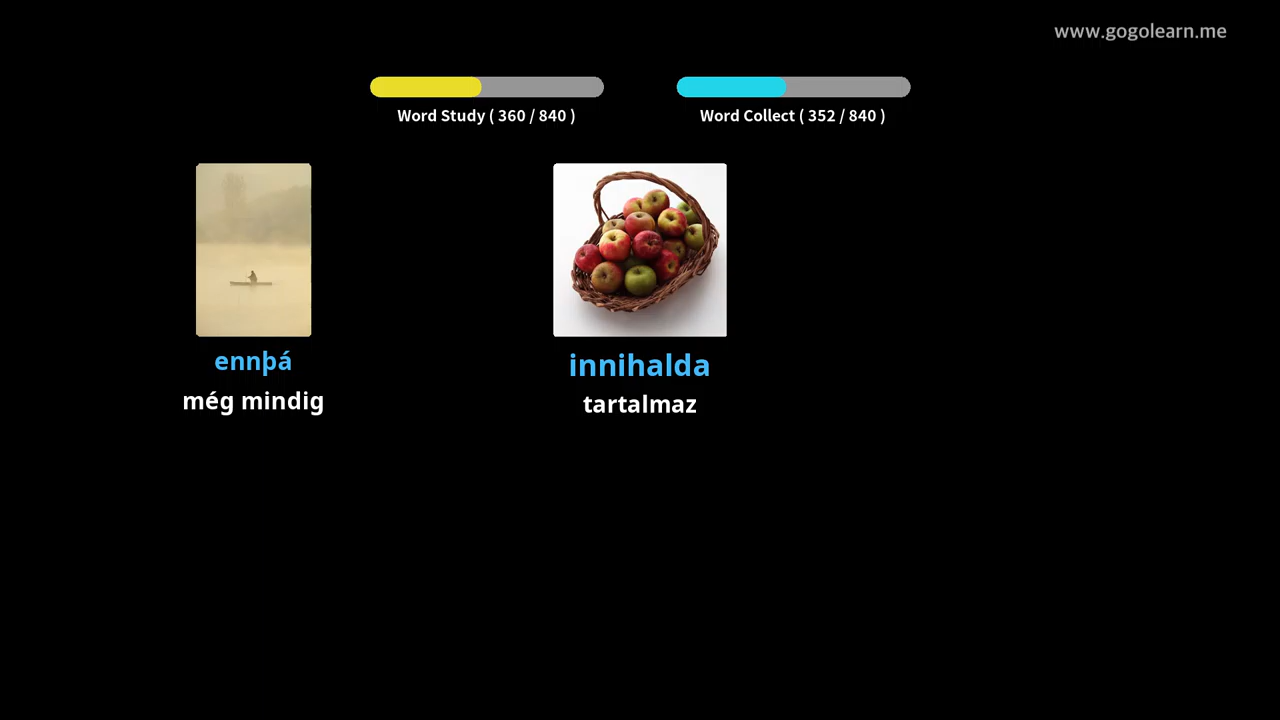 www.gogolearn.me
Word Study ( 360 / 840 )
Word Collect ( 352 / 840 )
ennþá
még mindig
innihalda
tartalmaz